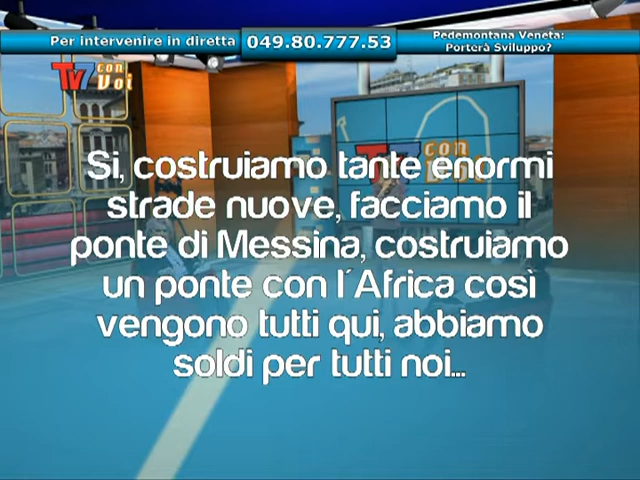 Per intervenire in diretta
049.80.777.53
Pedemontana Veneta:
Porterà Sviluppo?
TV7 con
Voi
con
Si, costruiamo tante enormi
strade nuove, facciamo il
ponte di Messina, costruiamo
un ponte con l´Africa così
vengono tutti qui, abbiamo
soldi per tutti noi...